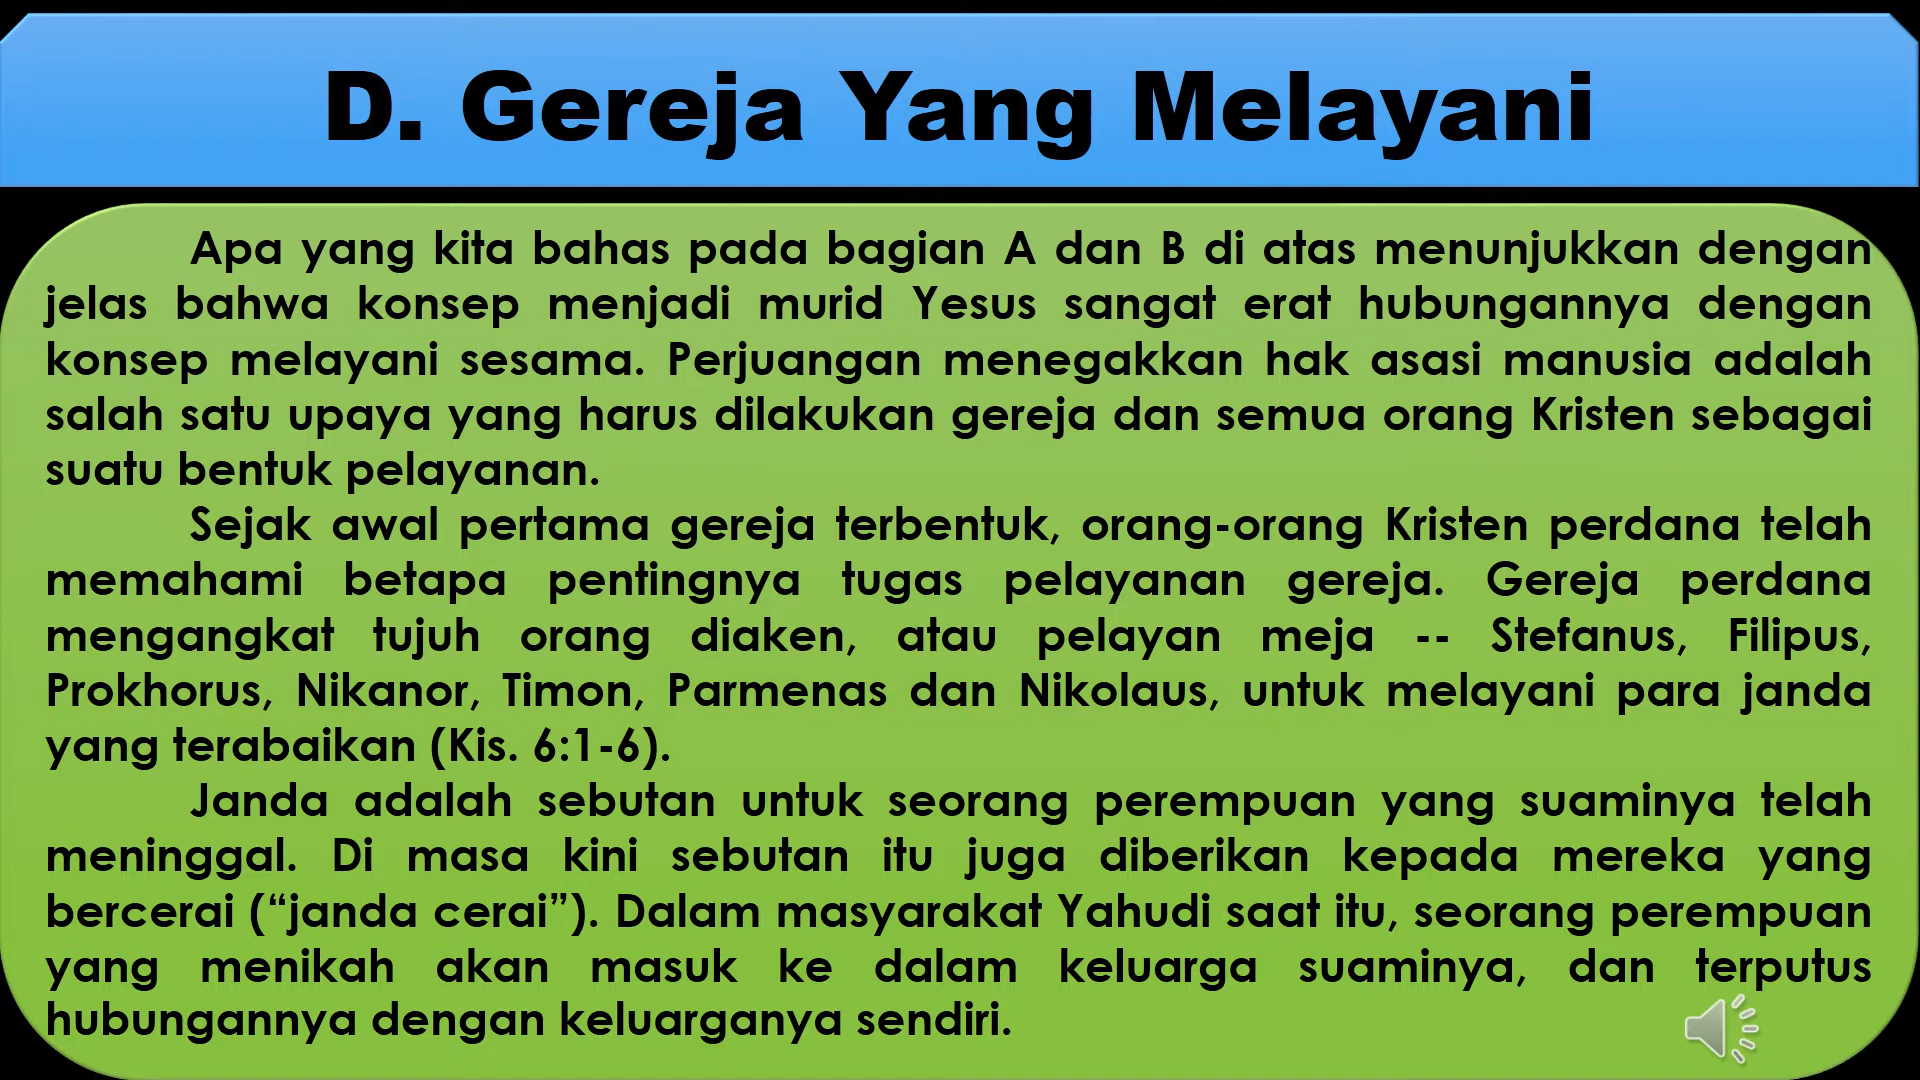 D. Gereja Yang Melayani
Apa yang kita bahas pada bagian A dan B di atas menunjukkan dengan
jelas bahwa konsep menjadi murid Yesus sangat erat hubungannya dengan
konsep melayani sesama. Perjuangan menegakkan hak asasi manusia adalah
salah satu upaya yang harus dilakukan gereja dan semua orang Kristen sebagai
suatu bentuk pelayanan.
Sejak awal pertama gereja terbentuk, orang-orang Kristen perdana telah
memahami betapa pentingnya tugas pelayanan gereja. Gereja perdana
mengangkat tujuh orang diaken, atau pelayan meja -- Stefanus, Filipus,
Prokhorus, Nikanor, Timon, Parmenas dan Nikolaus, untuk melayani para janda
yang terabaikan (Kis. 6:1-6).
Janda adalah sebutan untuk seorang perempuan yang suaminya telah
meninggal. Di masa kini sebutan itu juga diberikan kepada mereka yang
bercerai (“janda cerai”). Dalam masyarakat Yahudi saat itu, seorang perempuan
yang menikah akan masuk ke dalam keluarga suaminya, dan terputus
hubungannya dengan keluarganya sendiri.